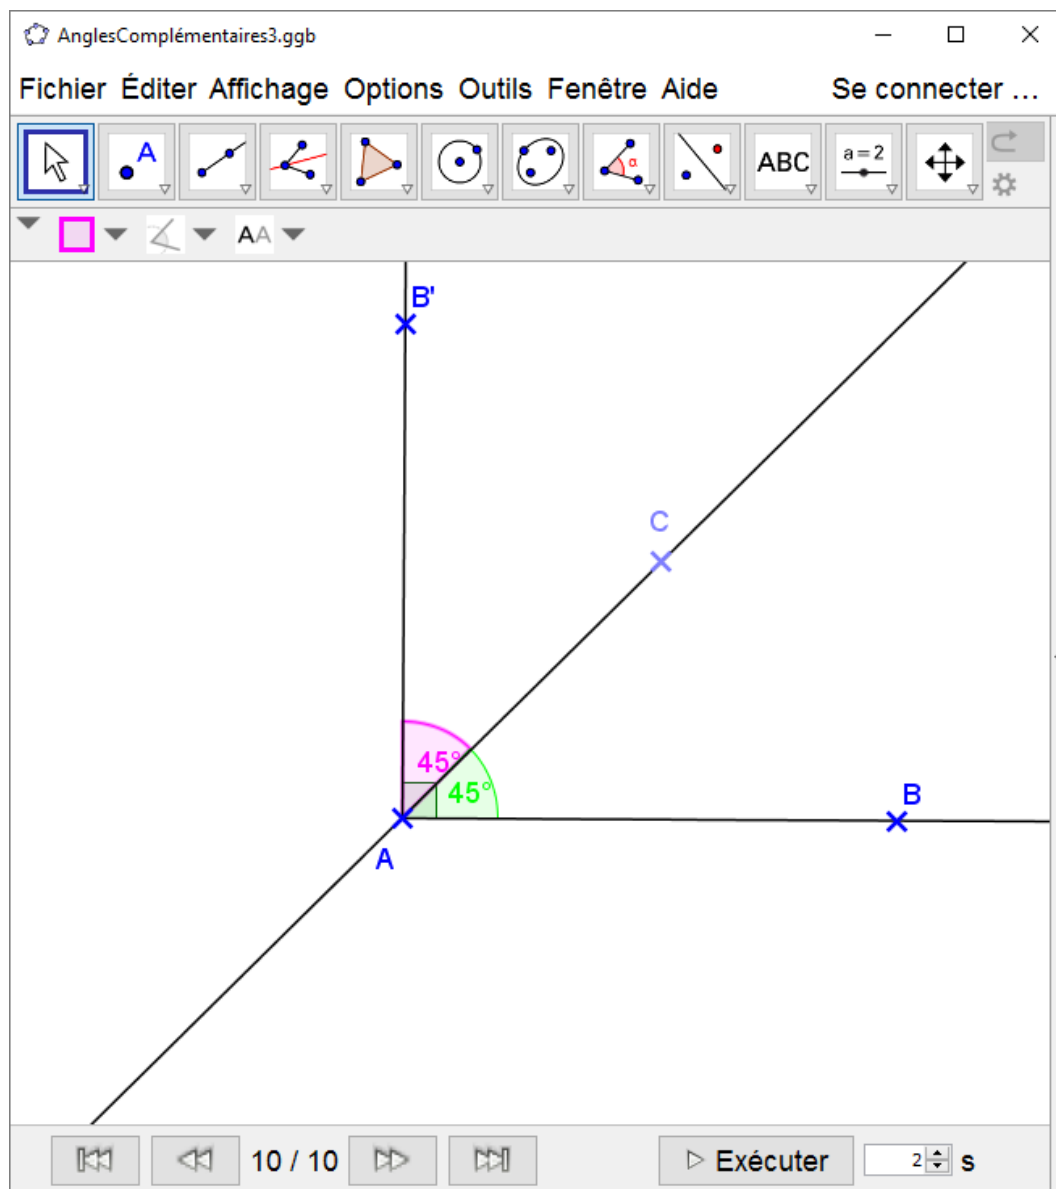 AnglesComplémentaires3.ggb
Fichier Éditer Affichage Options Outils Fenêtre Aide Se connecter ...
A α ABC a=2
AA
B'
C
45°
45°
B
A
10 / 10 Exécuter 2 s